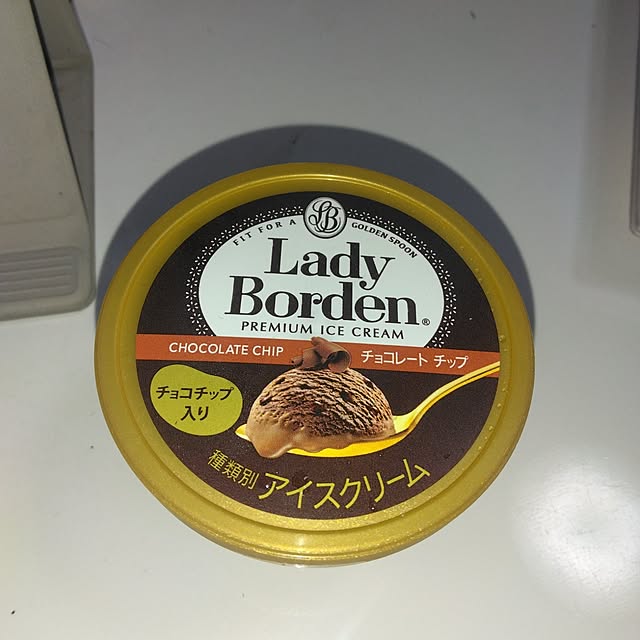 LB
FIT FOR A GOLDEN SPOON
Lady
Borden®
PREMIUM ICE CREAM
CHOCOLATE CHIP チョコレート チップ
チョコチップ
入り
種類別 アイスクリーム